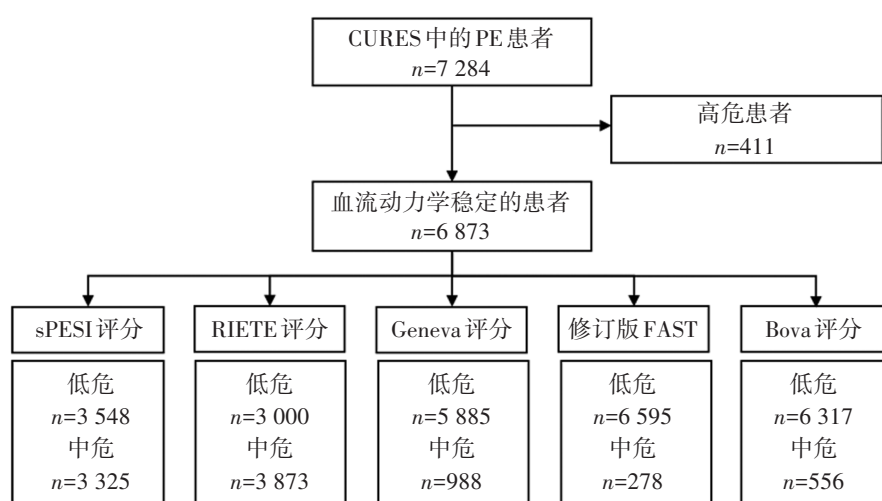 CURES中的PE患者
n=7 284
高危患者
n=411
血流动力学稳定的患者
n=6 873
sPESI评分
RIETE评分
Geneva评分
修订版FAST
Bova评分
低危
n=3 548
中危
n=3 325
低危
n=3 000
中危
n=3 873
低危
n=5 885
中危
n=988
低危
n=6 595
中危
n=278
低危
n=6 317
中危
n=556